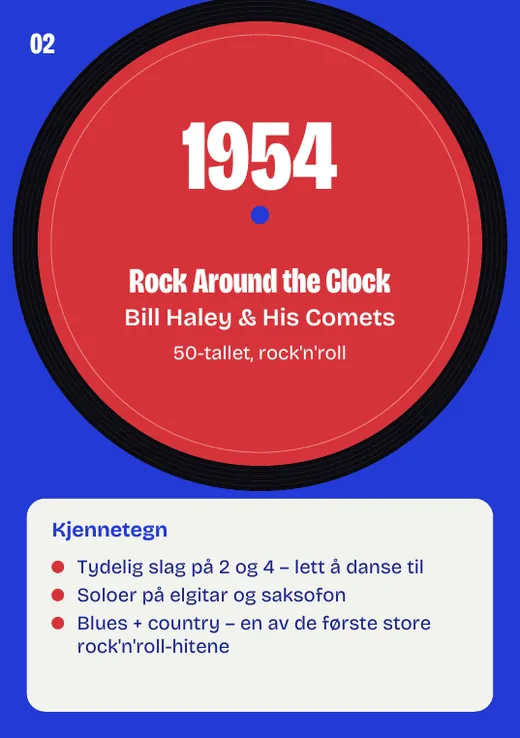 02
1954
Rock Around the Clock
Bill Haley & His Comets
50-tallet, rock'n'roll
Kjennetegn
Tydelig slag på 2 og 4 – lett å danse til
Soloer på elgitar og saksofon
Blues + country – en av de første store
rock'n'roll-hitene